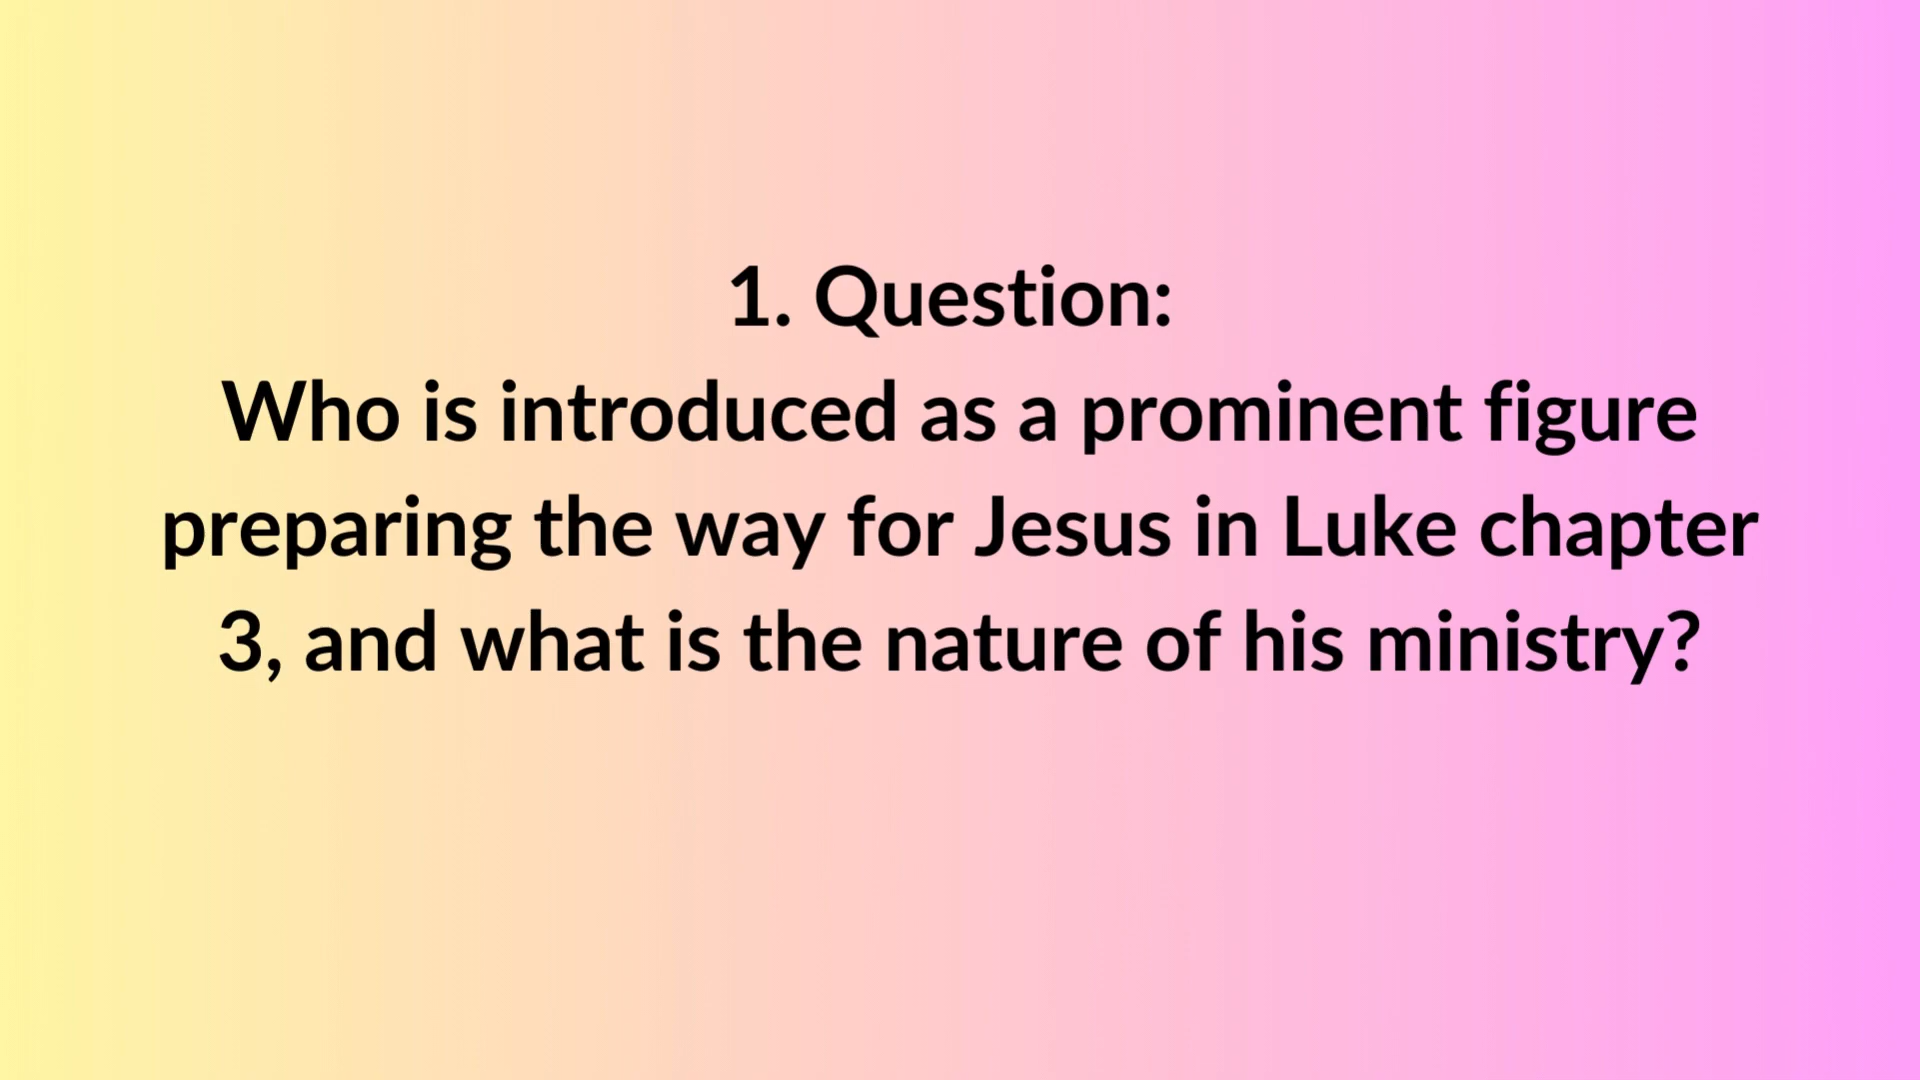 1. Question:
Who is introduced as a prominent figure
preparing the way for Jesus in Luke chapter
3, and what is the nature of his ministry?